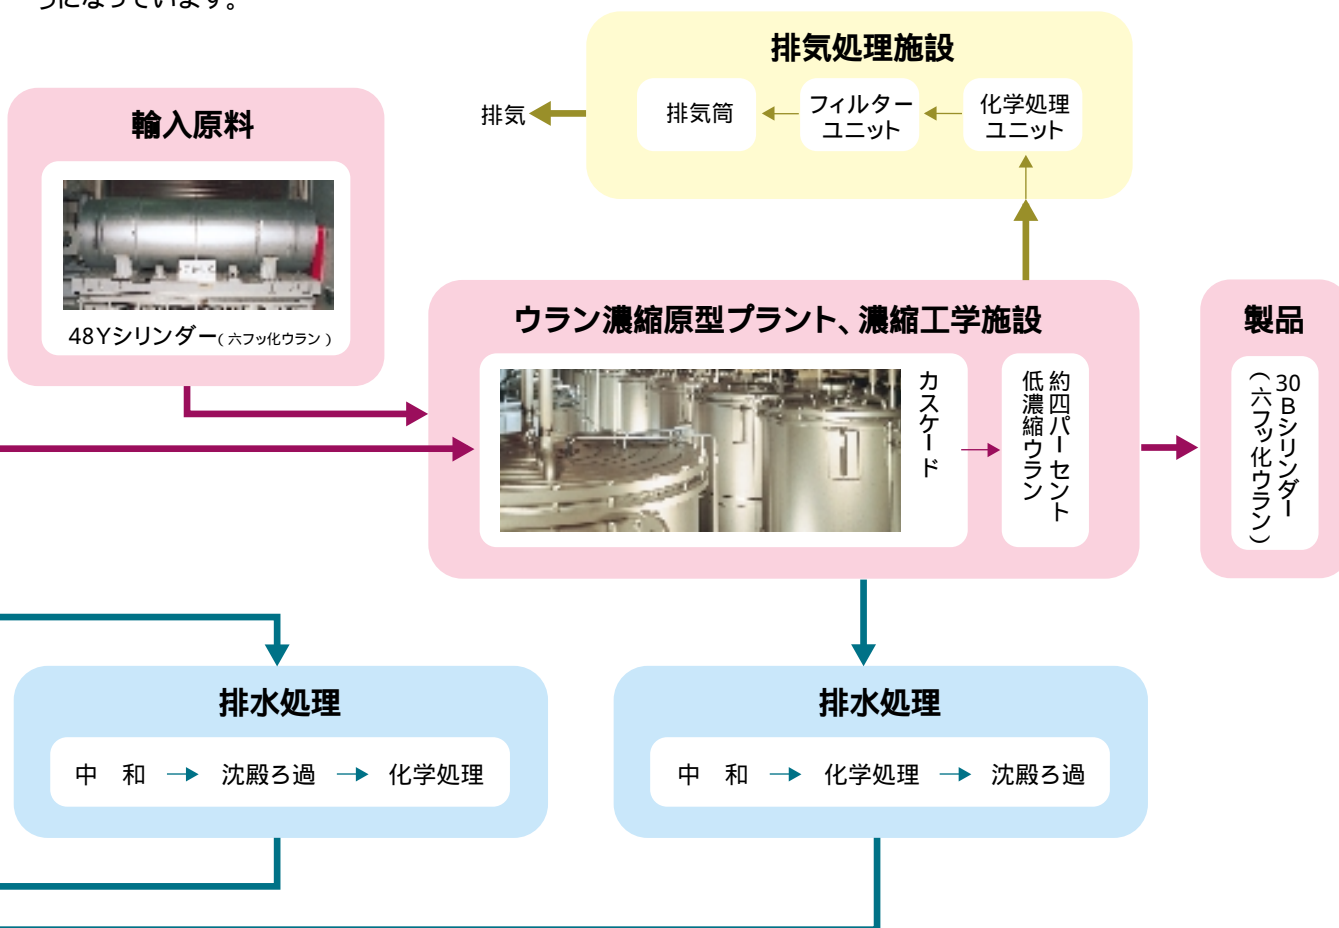 うになっています。
排気処理施設
排気
排気筒
フィルター
ユニット
化学処理
ユニット
輸入原料
48Yシリンダー(六フッ化ウラン)
ウラン濃縮原型プラント、濃縮工学施設
カスケード
約四パーセント
低濃縮ウラン
製品
30Bシリンダー
(六フッ化ウラン)
排水処理
中　和
沈殿ろ過
化学処理
排水処理
中　和
化学処理
沈殿ろ過